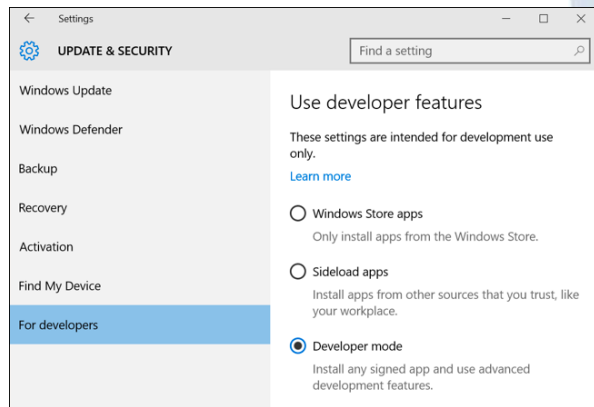 Settings
UPDATE & SECURITY
Find a setting
Windows Update
Windows Defender
Backup
Recovery
Activation
Find My Device
For developers
Use developer features
These settings are intended for development use
only.
Learn more
Windows Store apps
Only install apps from the Windows Store.
Sideload apps
Install apps from other sources that you trust, like
your workplace.
Developer mode
Install any signed app and use advanced
development features.